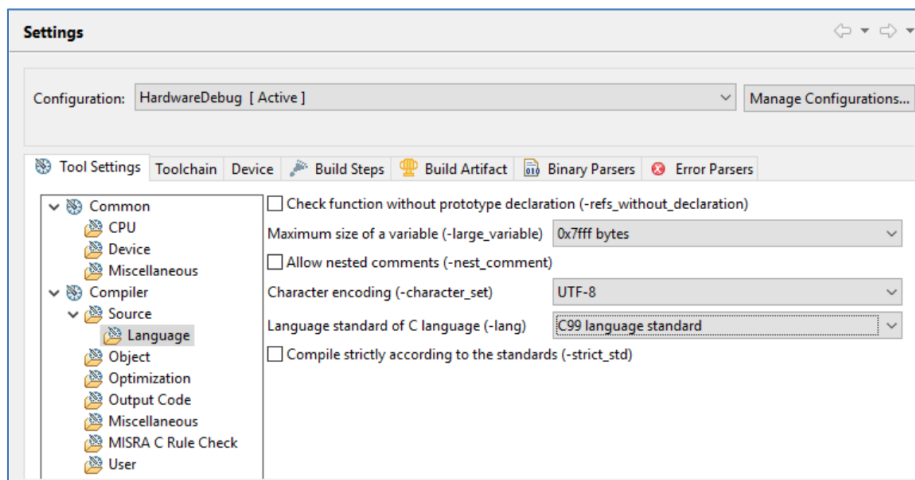 Settings
Configuration: HardwareDebug [ Active ] Manage Configurations...
Tool Settings Toolchain Device Build Steps Build Artifact Binary Parsers Error Parsers
Common
CPU
Device
Miscellaneous
Compiler
Source
Language
Object
Optimization
Output Code
Miscellaneous
MISRA C Rule Check
User
Check function without prototype declaration (-refs_without_declaration)
Maximum size of a variable (-large_variable) 0x7fff bytes
Allow nested comments (-nest_comment)
Character encoding (-character_set) UTF-8
Language standard of C language (-lang) C99 language standard
Compile strictly according to the standards (-strict_std)